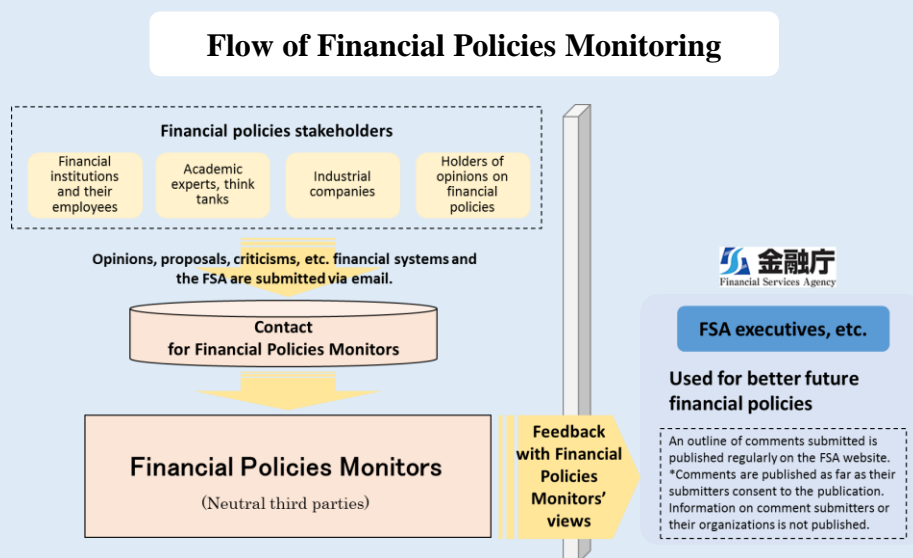 Flow of Financial Policies Monitoring
Financial policies stakeholders
Financial
institutions
and their
employees
Academic
experts, think
tanks
Industrial
companies
Holders of
opinions on
financial
policies
Opinions, proposals, criticisms, etc. financial systems and
the FSA are submitted via email.
Contact
for Financial Policies Monitors
Financial Policies Monitors
(Neutral third parties)
Feedback
with Financial
Policies
Monitors'
views
金融庁
Financial Services Agency
FSA executives, etc.
Used for better future
financial policies
An outline of comments submitted is
published regularly on the FSA website.
*Comments are published as far as their
submitters consent to the publication.
Information on comment submitters or
their organizations is not published.